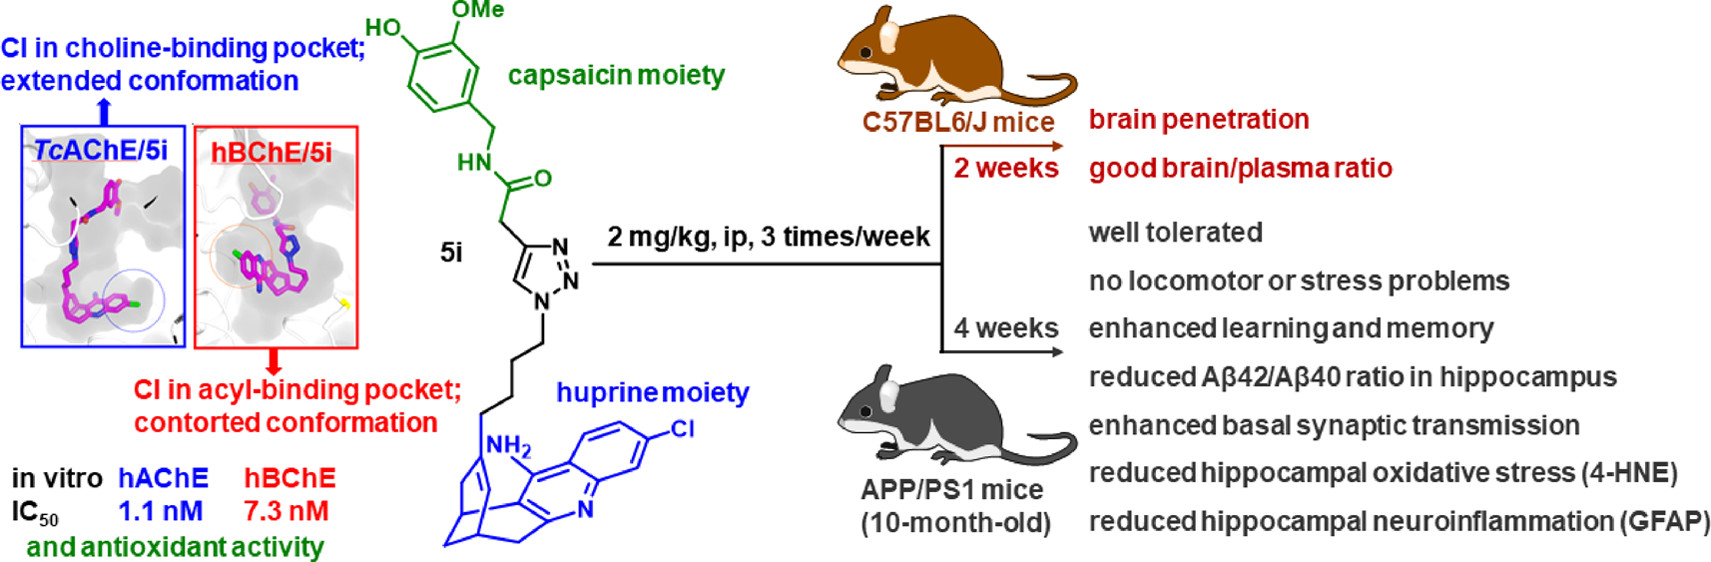 Cl in choline-binding pocket;
extended conformation
TcAChE/5i
hBChE/5i
Cl in acyl-binding pocket;
contorted conformation
in vitro hAChE hBChE
IC50 1.1 nM 7.3 nM
and antioxidant activity
OMe
HO
capsaicin moiety
HN
O
5i
N
N
N
huprine moiety
NH2
Cl
N
2 mg/kg, ip, 3 times/week
C57BL6/J mice
2 weeks
brain penetration
good brain/plasma ratio
4 weeks
APP/PS1 mice
(10-month-old)
well tolerated
no locomotor or stress problems
enhanced learning and memory
reduced Aβ42/Aβ40 ratio in hippocampus
enhanced basal synaptic transmission
reduced hippocampal oxidative stress (4-HNE)
reduced hippocampal neuroinflammation (GFAP)